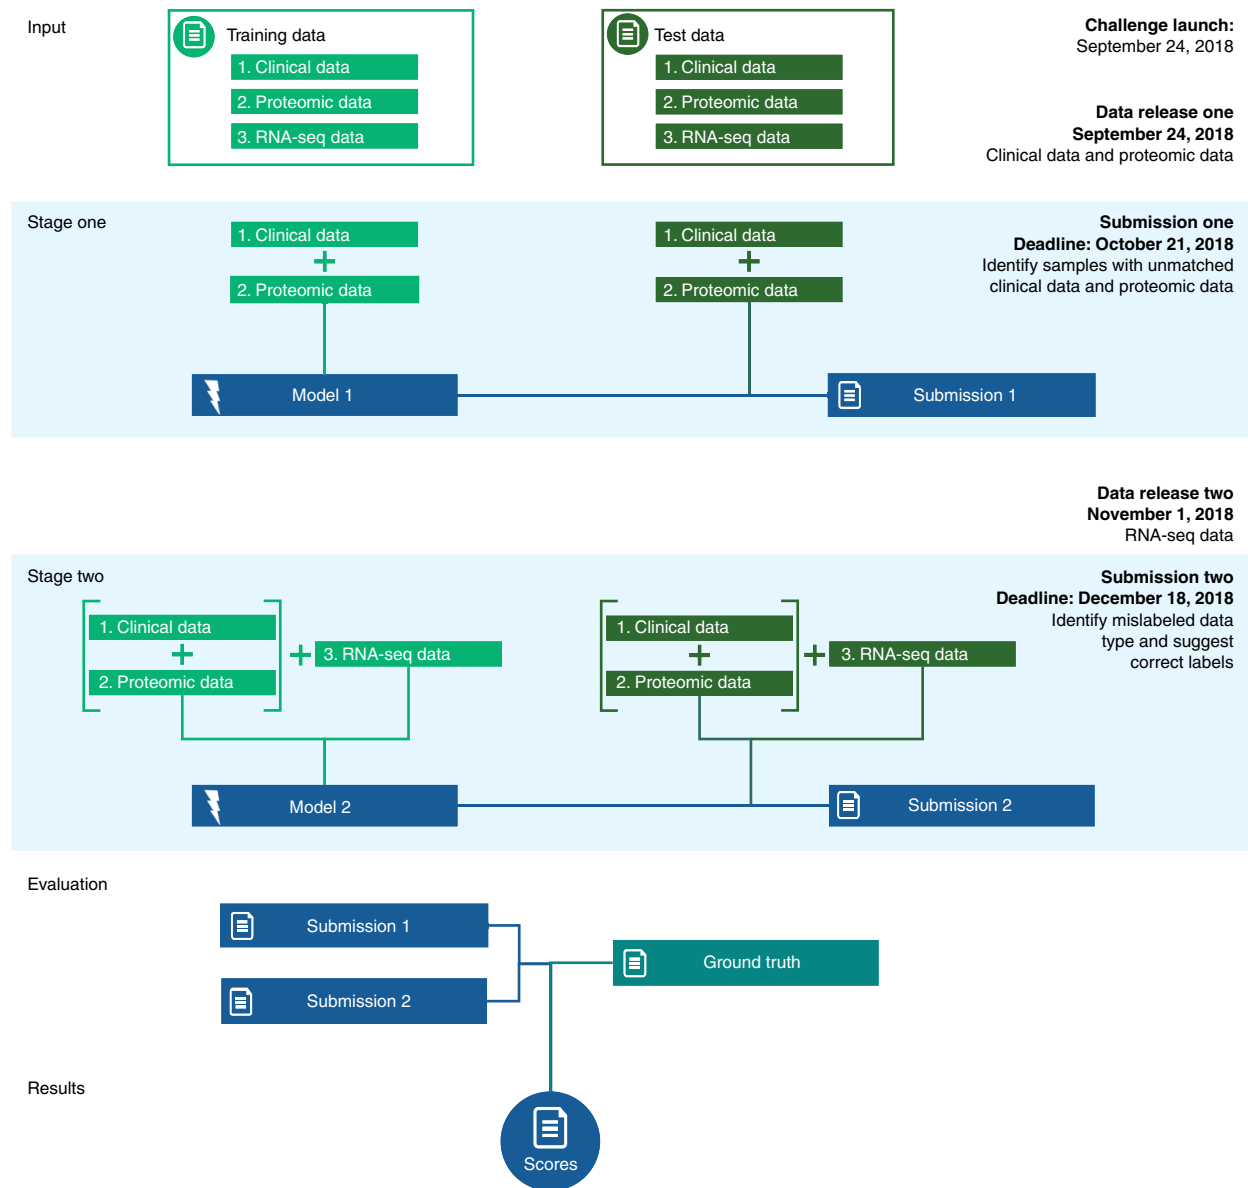 Input
Training data
1. Clinical data
2. Proteomic data
3. RNA-seq data
Test data
1. Clinical data
2. Proteomic data
3. RNA-seq data
Challenge launch:
September 24, 2018
Data release one
September 24, 2018
Clinical data and proteomic data
Stage one
1. Clinical data
+
2. Proteomic data
1. Clinical data
+
2. Proteomic data
Submission one
Deadline: October 21, 2018
Identify samples with unmatched
clinical data and proteomic data
Model 1
Submission 1
Data release two
November 1, 2018
RNA-seq data
Stage two
1. Clinical data
+
2. Proteomic data
+
3. RNA-seq data
1. Clinical data
+
2. Proteomic data
+
3. RNA-seq data
Submission two
Deadline: December 18, 2018
Identify mislabeled data
type and suggest
correct labels
Model 2
Submission 2
Evaluation
Submission 1
Submission 2
Ground truth
Results
Scores